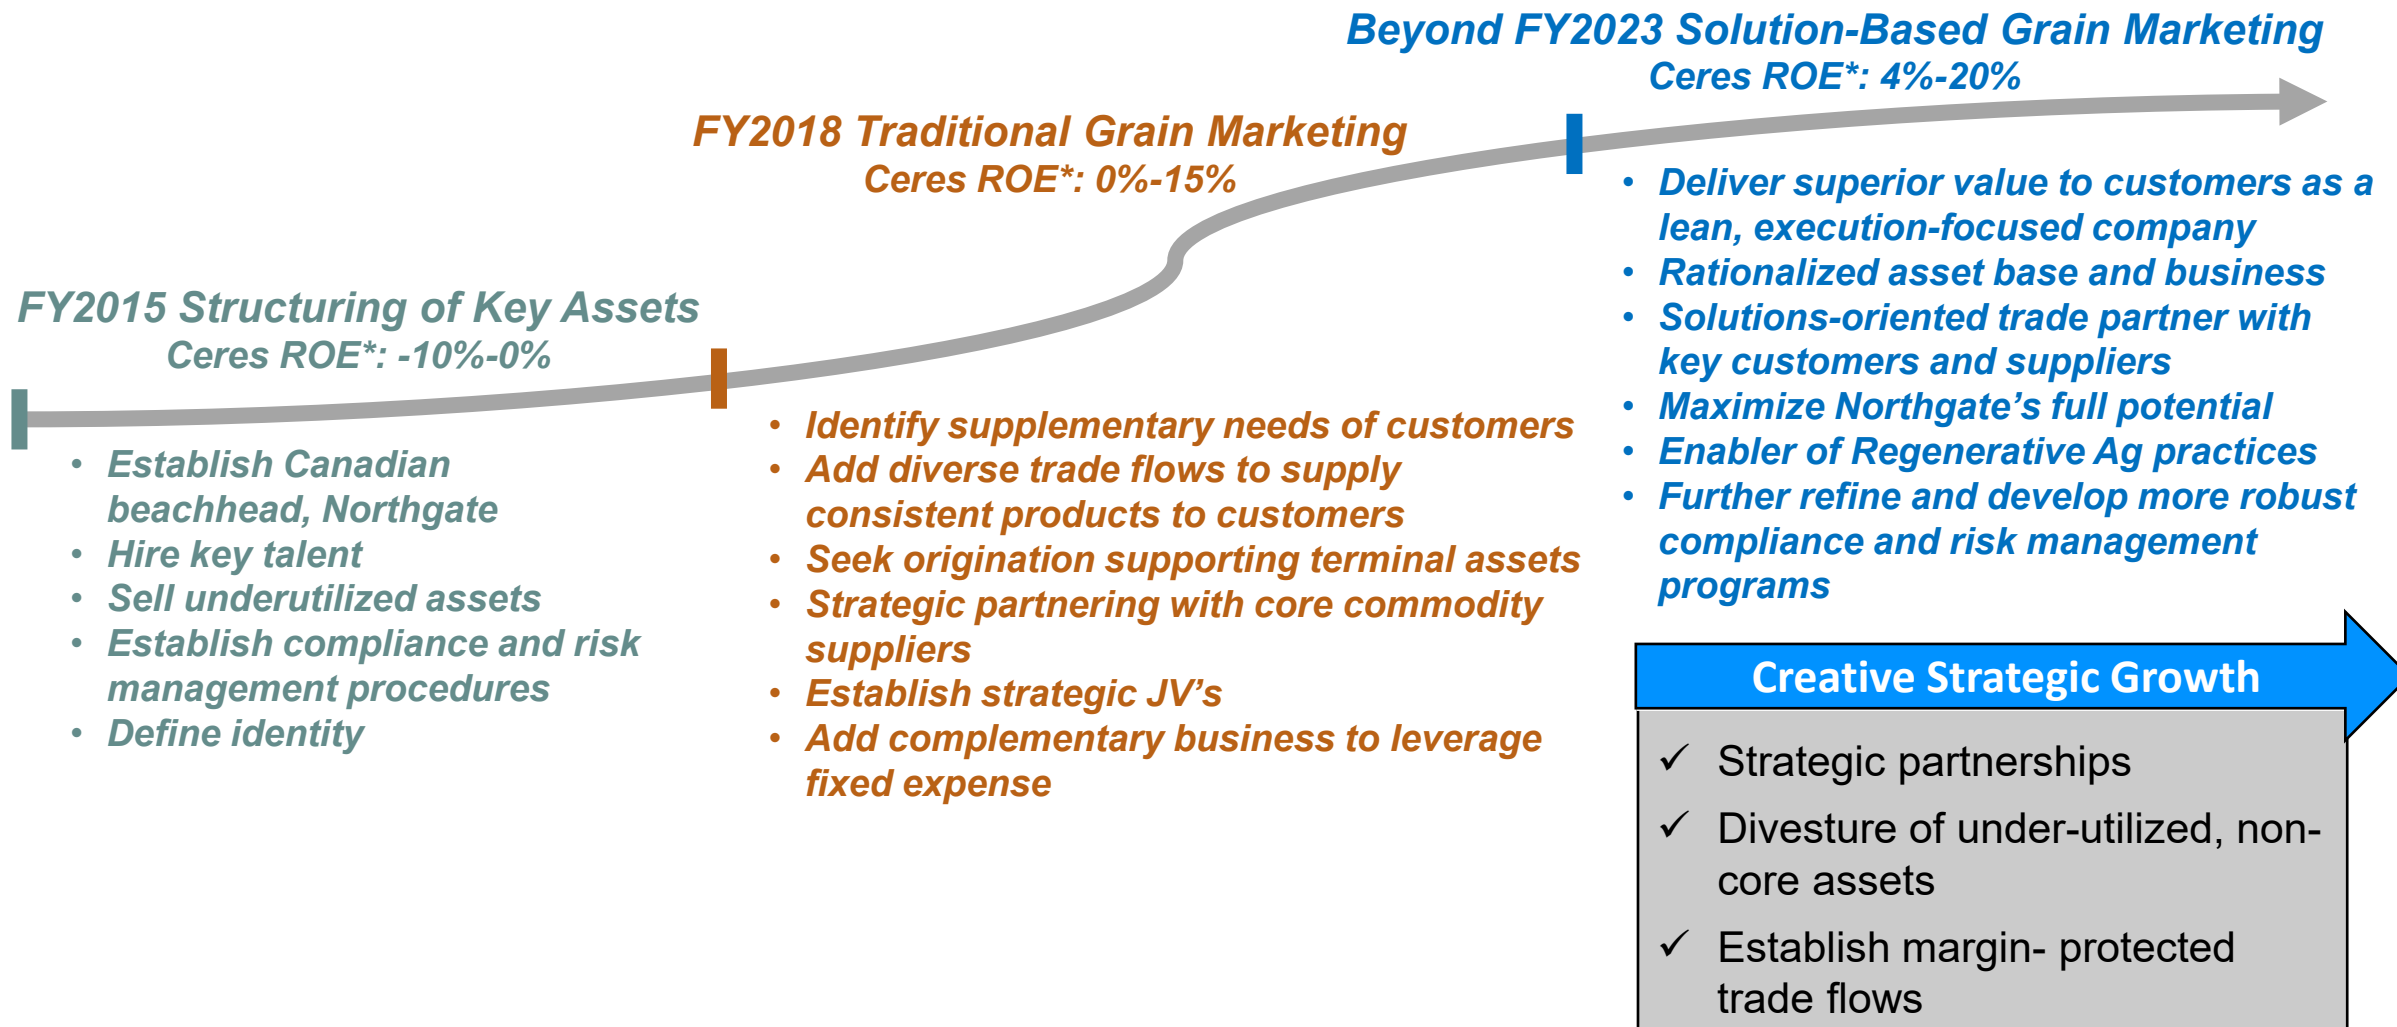 Beyond FY2023 Solution-Based Grain Marketing
Ceres ROE*: 4%-20%
FY2018 Traditional Grain Marketing
Ceres ROE*: 0%-15%
FY2015 Structuring of Key Assets
Ceres ROE*: -10%-0%
• Establish Canadian
beachhead, Northgate
• Hire key talent
• Sell underutilized assets
• Establish compliance and risk
management procedures
• Define identity
• Identify supplementary needs of customers
• Add diverse trade flows to supply
consistent products to customers
• Seek origination supporting terminal assets
• Strategic partnering with core commodity
suppliers
• Establish strategic JV’s
• Add complementary business to leverage
fixed expense
• Deliver superior value to customers as a
lean, execution-focused company
• Rationalized asset base and business
• Solutions-oriented trade partner with
key customers and suppliers
• Maximize Northgate’s full potential
• Enabler of Regenerative Ag practices
• Further refine and develop more robust
compliance and risk management
programs
Creative Strategic Growth
✓ Strategic partnerships
✓ Divesture of under-utilized, non-
core assets
✓ Establish margin- protected
trade flows